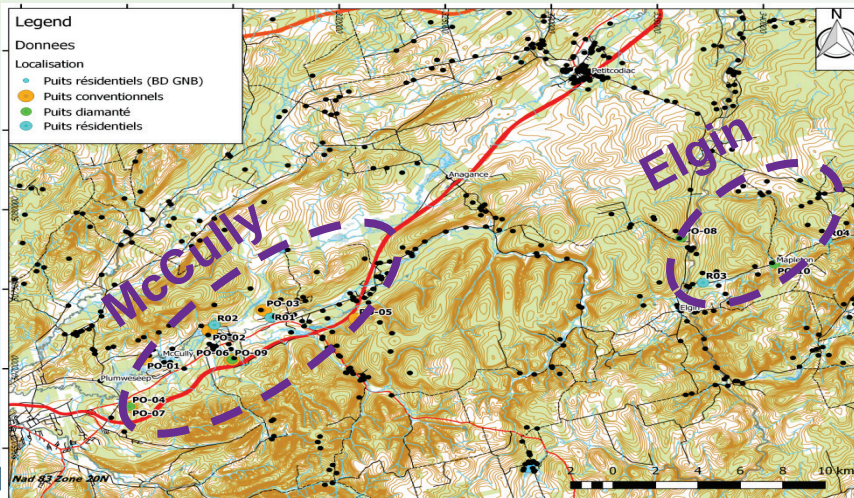 Legend
Donnees
Localisation
Puits résidentiels (BD GNB)
Puits conventionnels
Puits diamanté
Puits résidentiels
N
Petitcodiac
Elgin
Anagance
McCully
PO-08
R04
Mapleton
PO-10
R03
Elgin
PO-03
R01
R02
PO-02
PO-05
McCully
PO-06
PO-09
PO-01
Plumweseep
PO-04
PO-07
Nad 83 Zone 20N
2 0 2 4 6 8 10 km